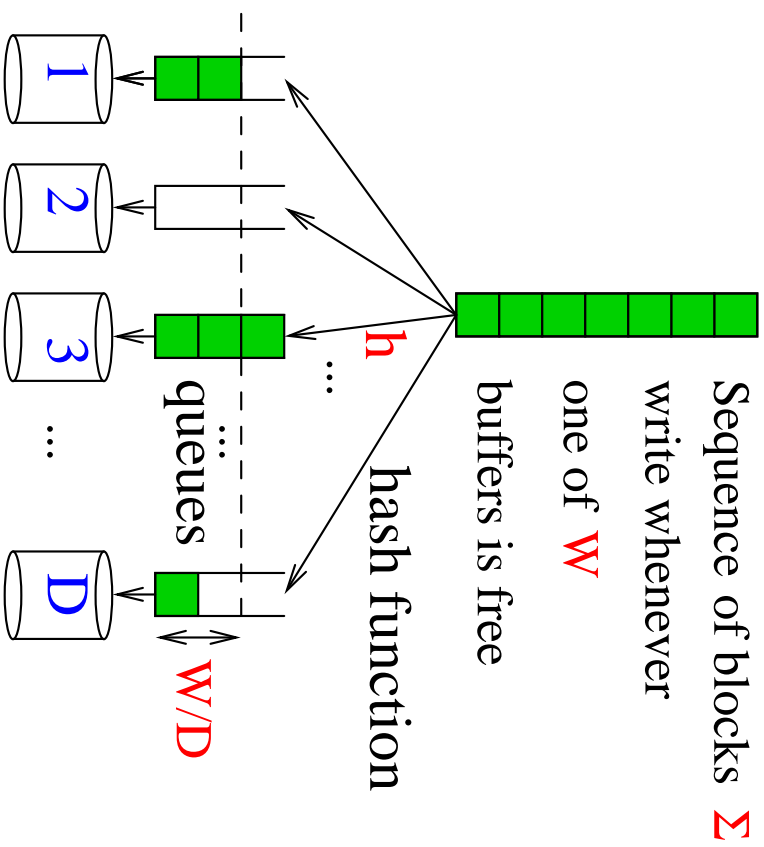 Sequence of blocks Σ
write whenever
one of W
buffers is free
hash function
h
...
queues
...
W/D
1
2
3
...
D